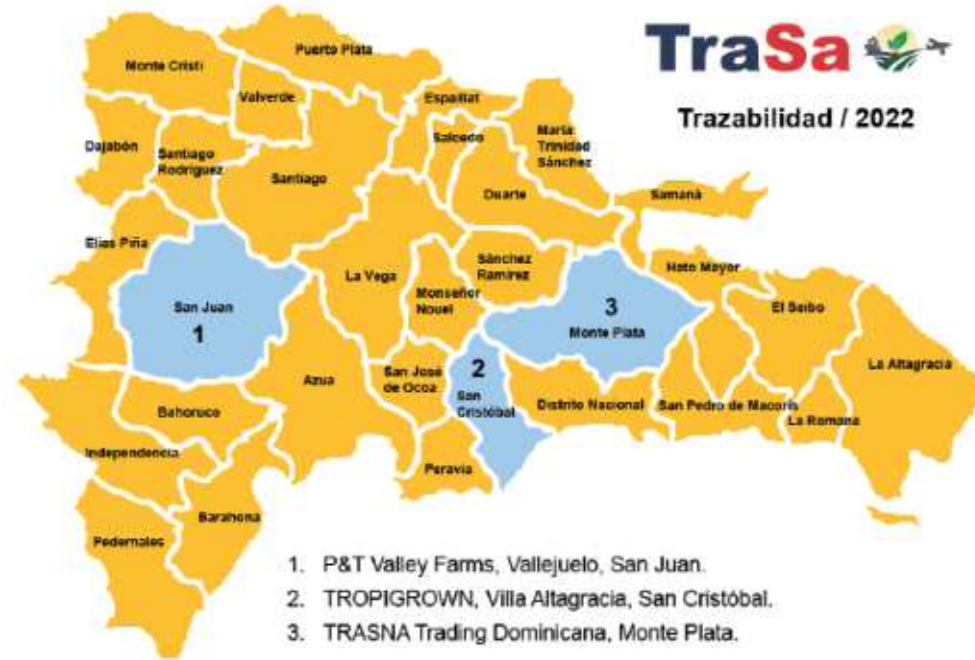 TraSa
Trazabilidad / 2022
Puerto Plata
Monte Cristi
Valverde
Espaillat
Salcedo
María
Trinidad
Sánchez
Dajabón
Santiago
Rodríguez
Santiago
Duarte
Samaná
Elías Piña
La Vega
Sánchez
Ramírez
Hato Mayor
Monseñor
Nouel
San Juan
1
3
Monte Plata
El Seibo
La Altagracia
Azua
San José
de Ocoa
2
San
Cristóbal
Distrito Nacional
San Pedro de Macorís
La Romana
Bahoruco
Independencia
Peravia
Barahona
Pedernales
1. P&T Valley Farms, Vallejuelo, San Juan.
2. TROPIGROWN, Villa Altagracia, San Cristóbal.
3. TRASNA Trading Dominicana, Monte Plata.